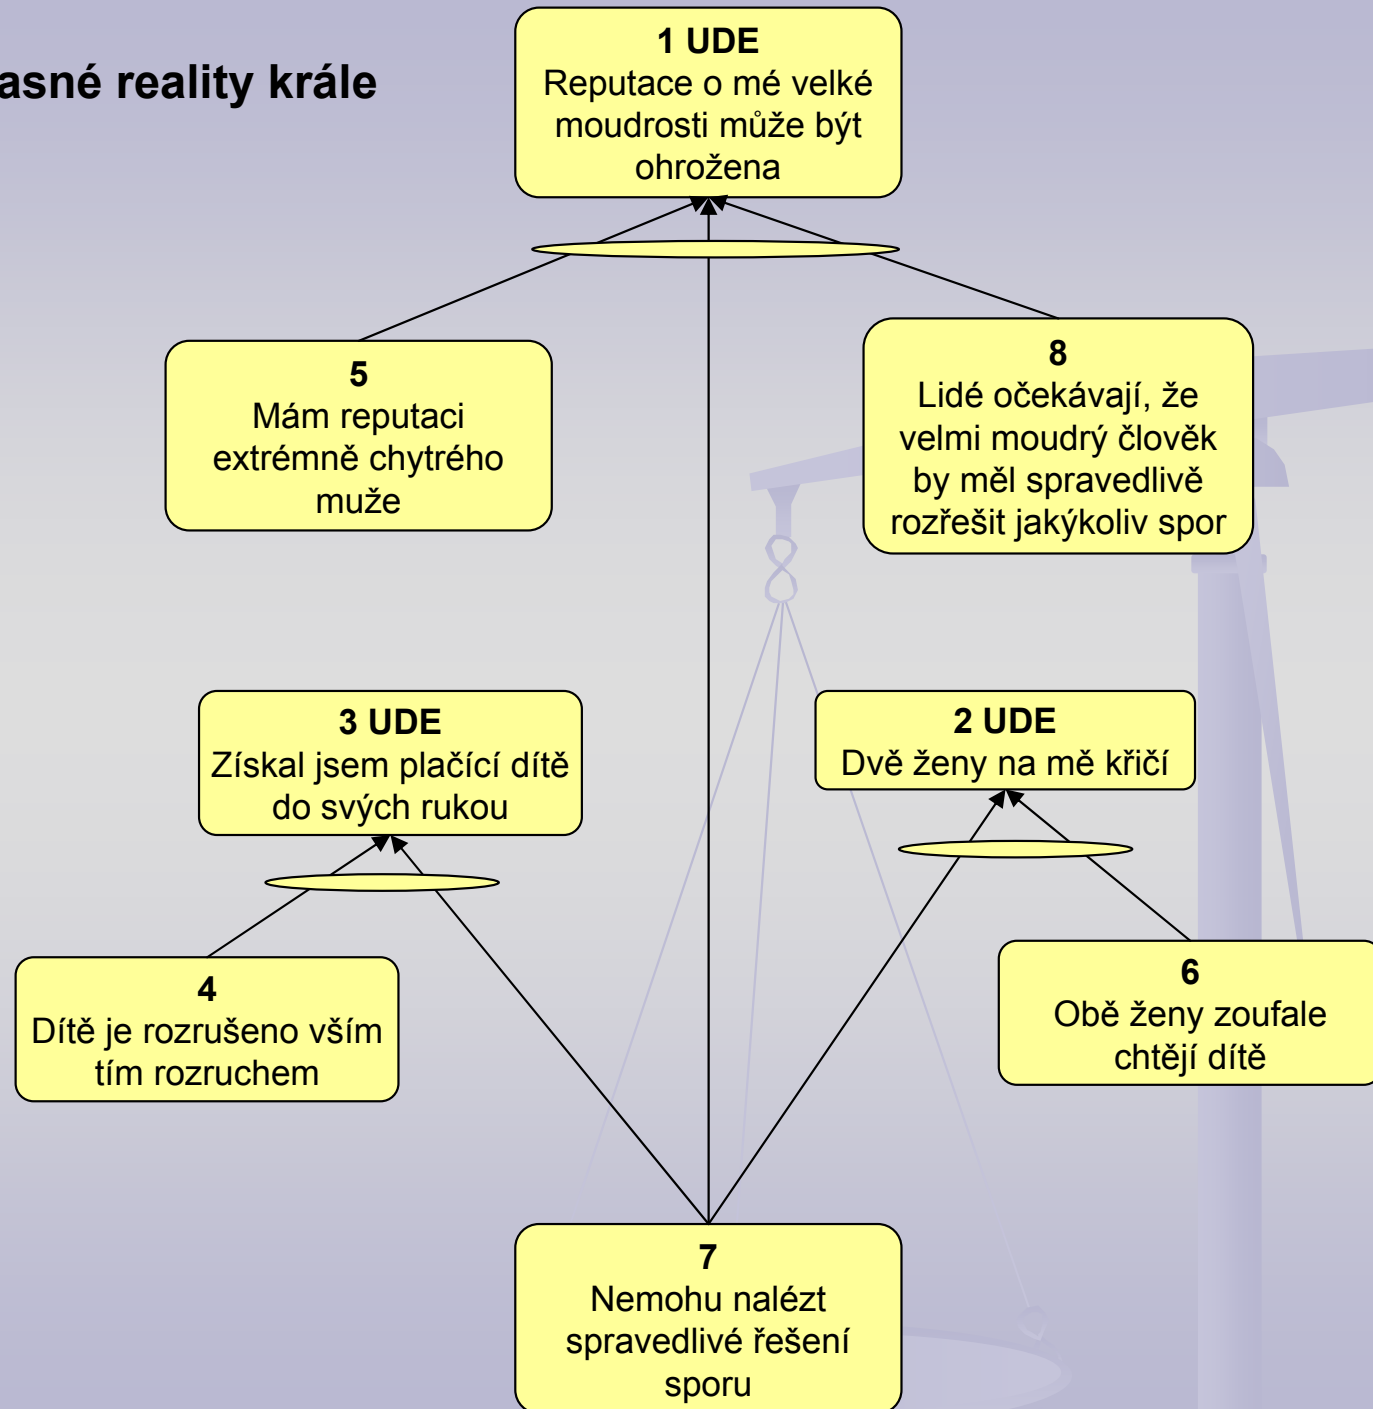 asné reality krále
1 UDE
Reputace o mé velké
moudrosti může být
ohrožena
5
Mám reputaci
extrémně chytrého
muže
8
Lidé očekávají, že
velmi moudrý člověk
by měl spravedlivě
rozřešit jakýkoliv spor
3 UDE
Získal jsem plačící dítě
do svých rukou
2 UDE
Dvě ženy na mě křičí
4
Dítě je rozrušeno vším
tím rozruchem
6
Obě ženy zoufale
chtějí dítě
7
Nemohu nalézt
spravedlivé řešení
sporu